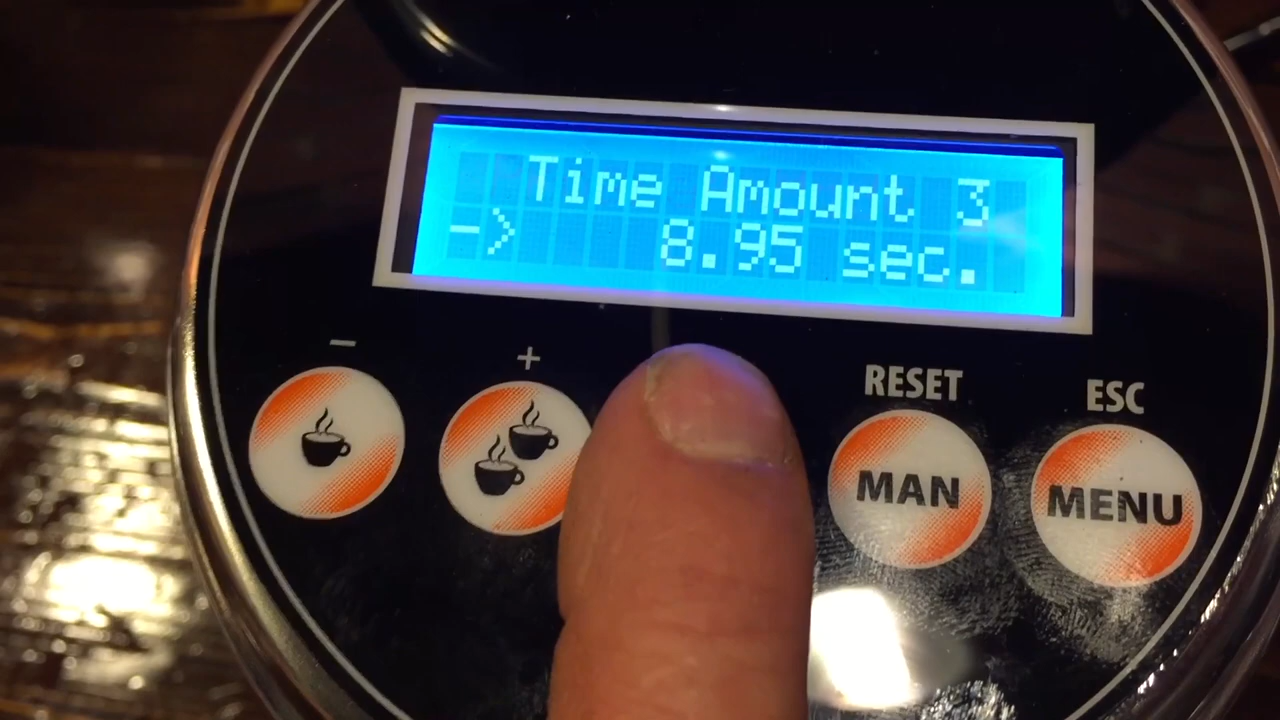 Time Amount 3
-> 8.95 sec.
- +
RESET ESC
MAN MENU